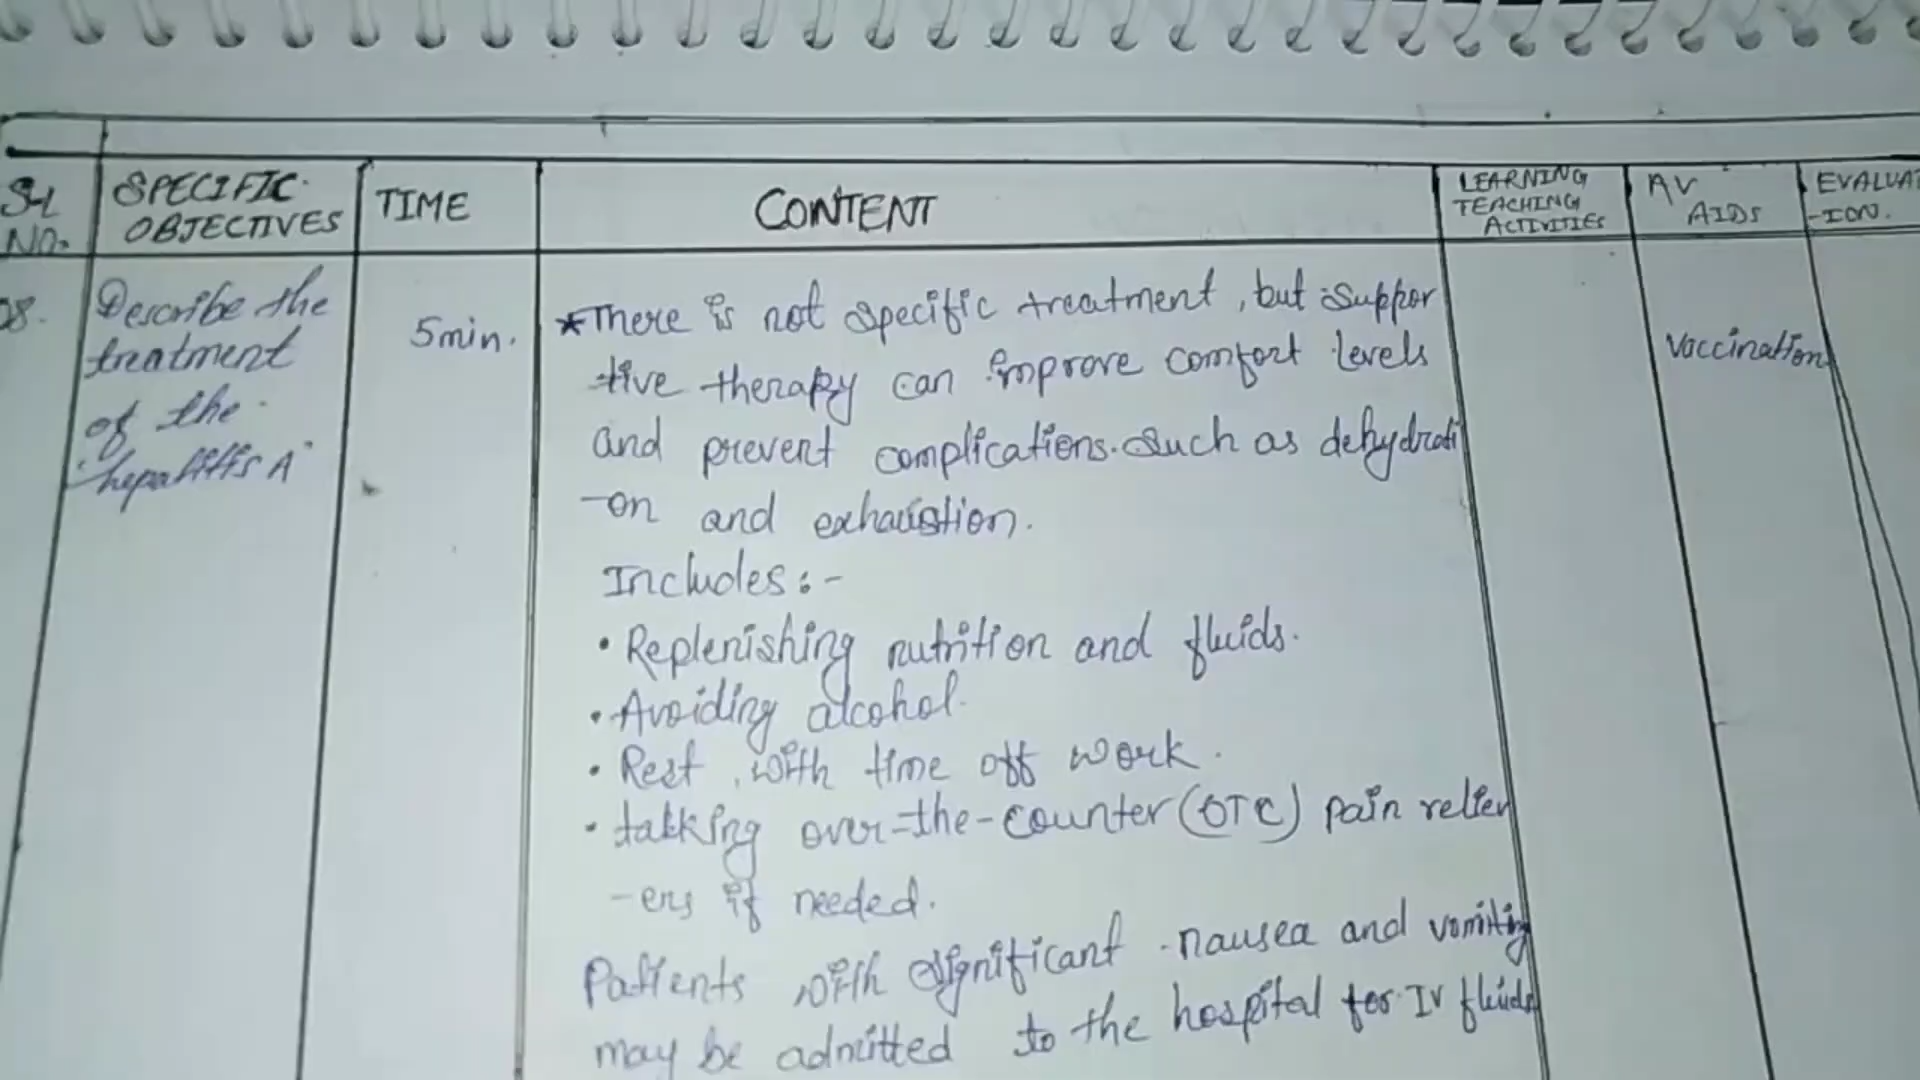 SL NO.
SPECIFIC OBJECTIVES
TIME
CONTENT
LEARNING TEACHING ACTIVITIES
AV AIDS
EVALUAT
-ION.
08.
Describe the
treatment
of the
hepatitis A
5min.
*There is not specific treatment, but suppor
tive therapy can improve comfort levels
and prevent complications. such as dehydrati
-on and exhaustion.
Includes :-
• Replenishing nutrition and fluids.
• Avoiding alcohol.
• Rest, with time off work.
• takking over-the-counter (OTC) pain reliev
-ers if needed.
Patients with significant nausea and vomiting
may be admitted to the hospital for IV fluids
Vaccination